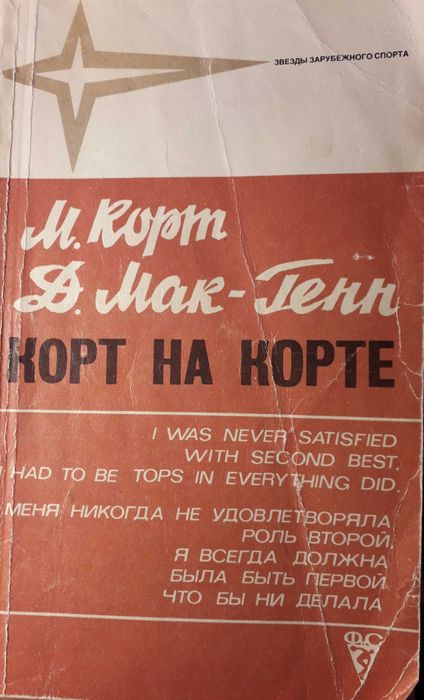 ЗВЕЗДЫ ЗАРУБЕЖНОГО СПОРТА
М. Корт
Д. Мак-Генн
КОРТ НА КОРТЕ
I WAS NEVER SATISFIED
WITH SECOND BEST.
I HAD TO BE TOPS IN EVERYTHING DID.
МЕНЯ НИКОГДА НЕ УДОВЛЕТВОРЯЛА
РОЛЬ ВТОРОЙ,
Я ВСЕГДА ДОЛЖНА
БЫЛА БЫТЬ ПЕРВОЙ
ЧТО БЫ НИ ДЕЛАЛА
ФиС